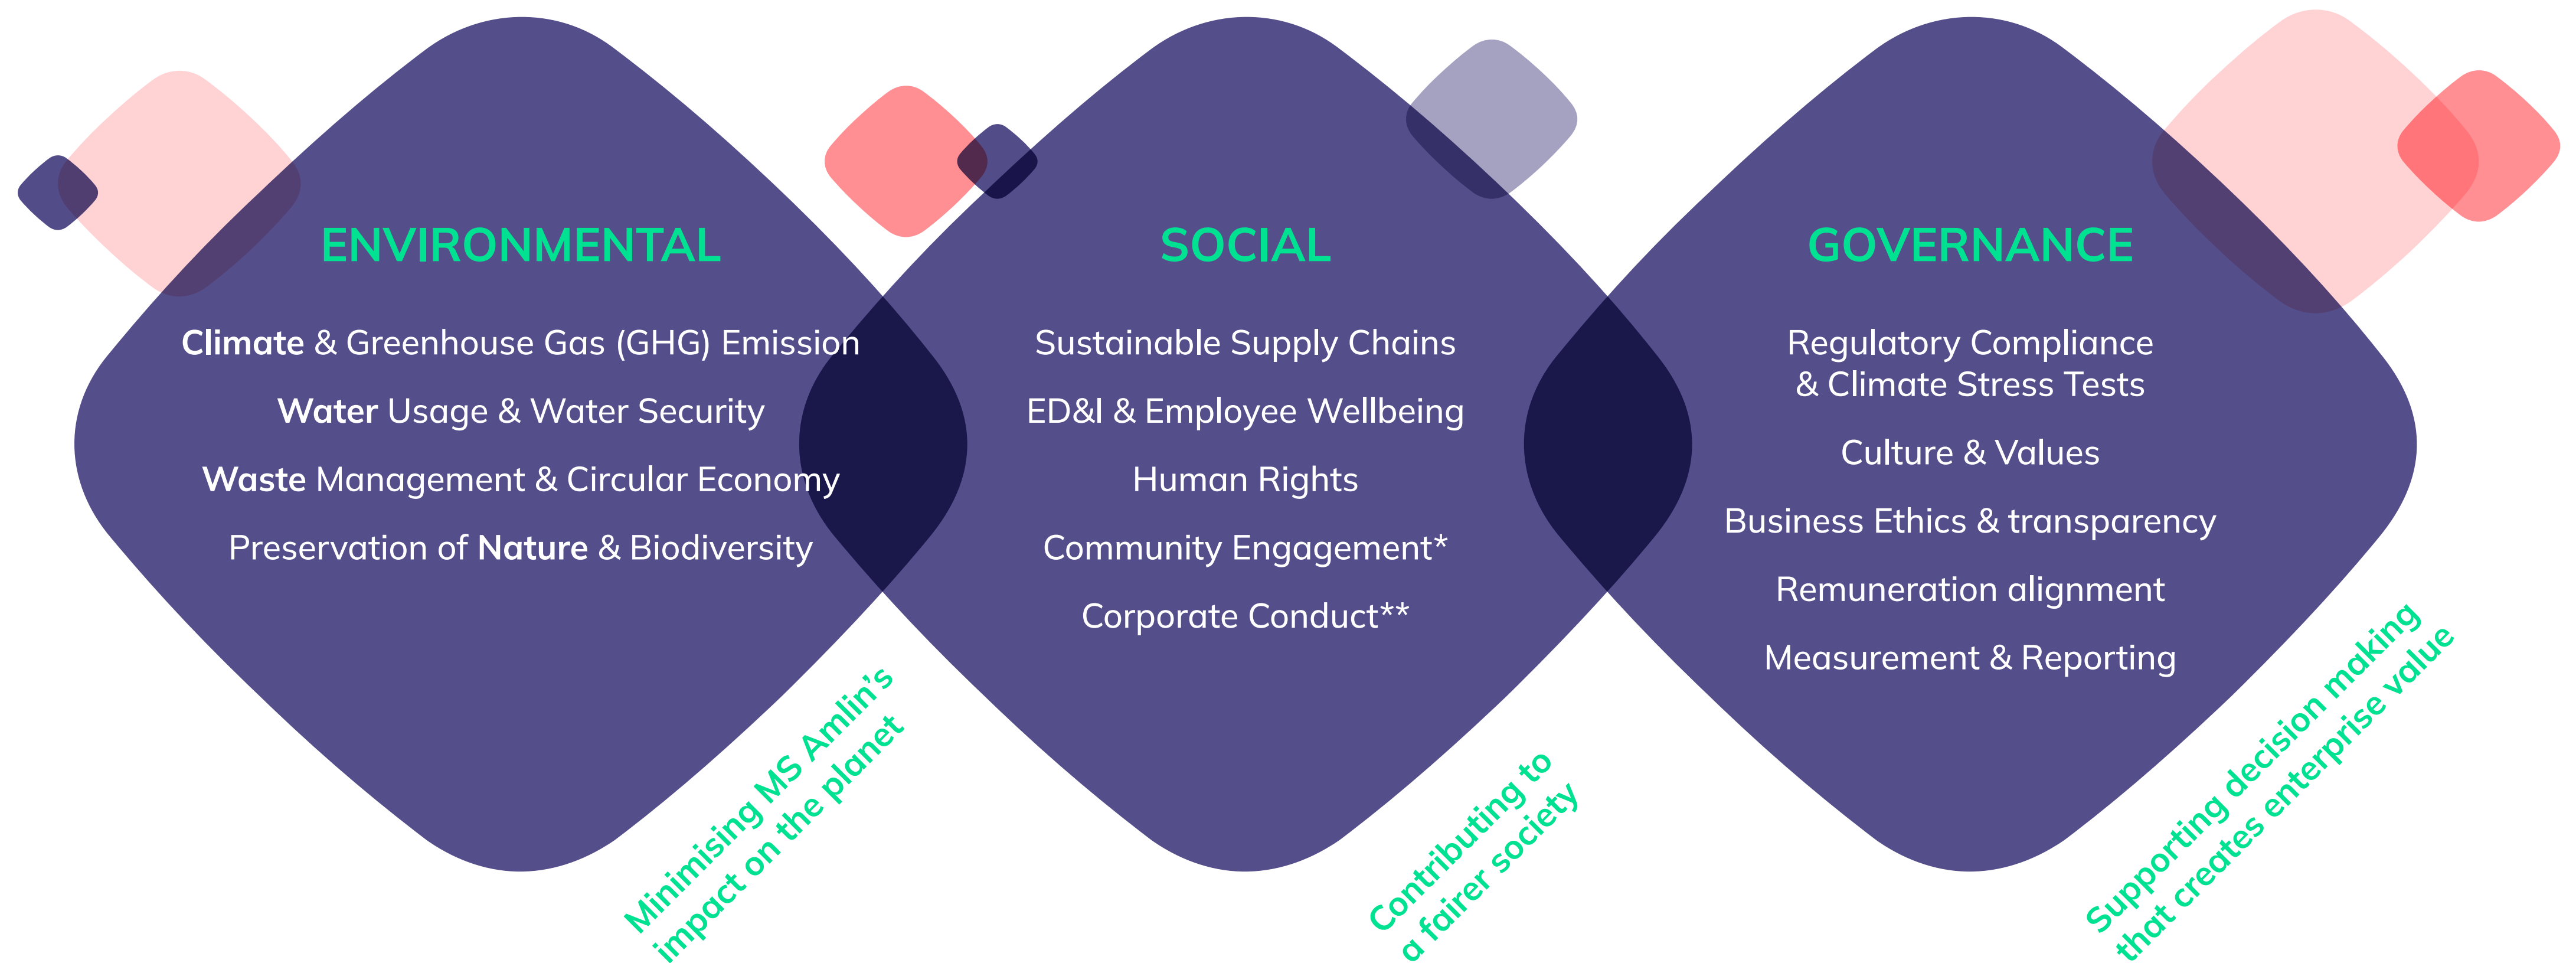 ENVIRONMENTAL
Climate & Greenhouse Gas (GHG) Emission
Water Usage & Water Security
Waste Management & Circular Economy
Preservation of Nature & Biodiversity
Minimising MS Amlin’s
impact on the planet
SOCIAL
Sustainable Supply Chains
ED&I & Employee Wellbeing
Human Rights
Community Engagement*
Corporate Conduct**
Contributing to
a fairer society
GOVERNANCE
Regulatory Compliance
& Climate Stress Tests
Culture & Values
Business Ethics & transparency
Remuneration alignment
Measurement & Reporting
Supporting decision making
that creates enterprise value